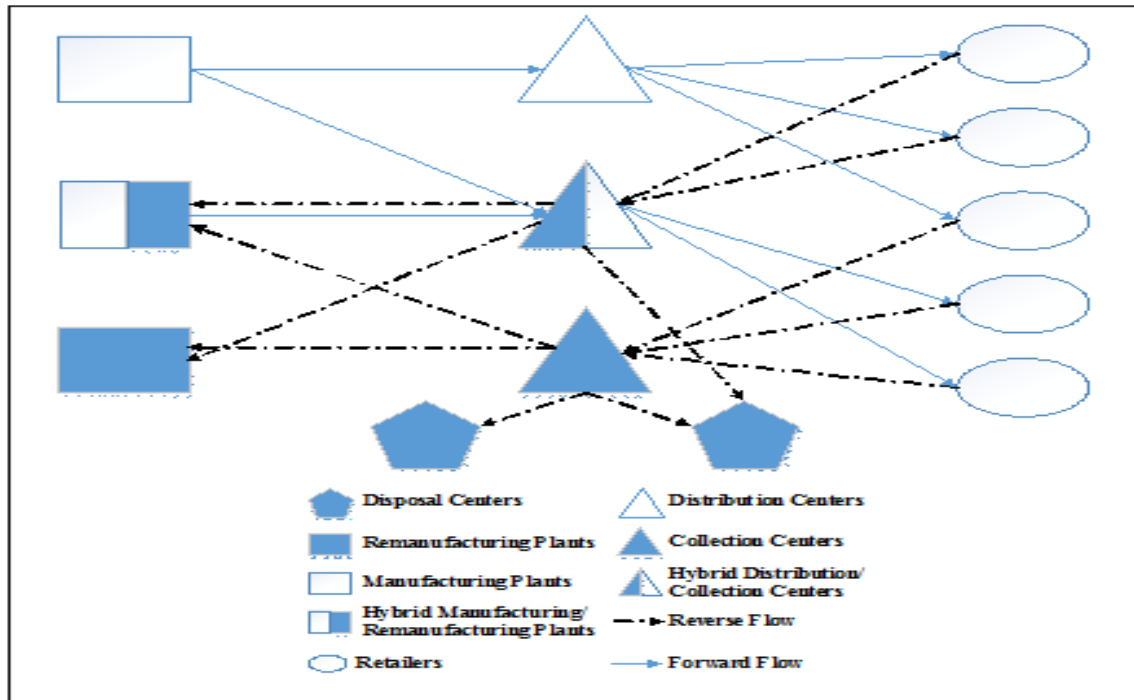 Disposal Centers
Distribution Centers
Remanufacturing Plants
Collection Centers
Manufacturing Plants
Hybrid Distribution/
Collection Centers
Hybrid Manufacturing/
Remanufacturing Plants
Reverse Flow
Retailers
Forward Flow